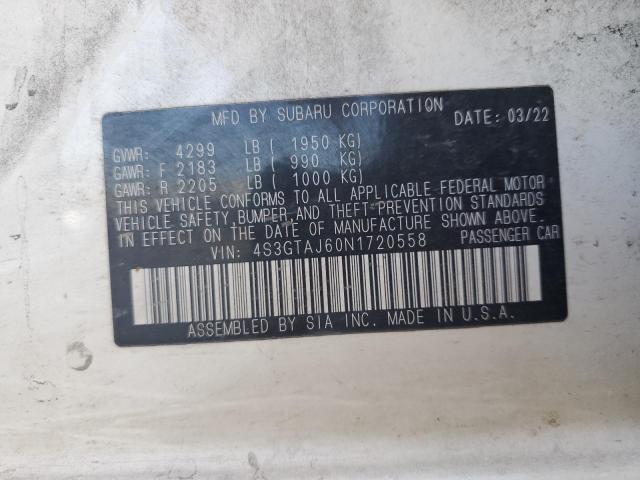 MFD BY SUBARU CORPORATION DATE: 03/22
GVWR: 4299 LB ( 1950 KG)
GAWR: F 2183 LB ( 990 KG)
GAWR: R 2205 LB ( 1000 KG)
THIS VEHICLE CONFORMS TO ALL APPLICABLE FEDERAL MOTOR
VEHICLE SAFETY, BUMPER, AND THEFT-PREVENTION STANDARDS
IN EFFECT ON THE DATE OF MANUFACTURE SHOWN ABOVE.
VIN: 4S3GTAJ60N1720558 PASSENGER CAR
ASSEMBLED BY SIA INC. MADE IN U.S.A.